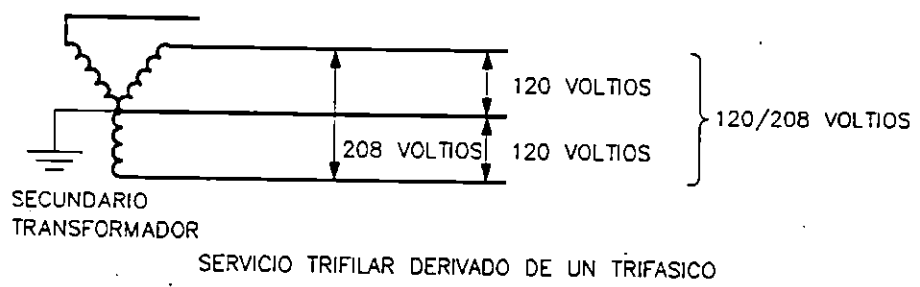 120 VOLTIOS
208 VOLTIOS
120 VOLTIOS
120/208 VOLTIOS
SECUNDARIO
TRANSFORMADOR
SERVICIO TRIFILAR DERIVADO DE UN TRIFASICO